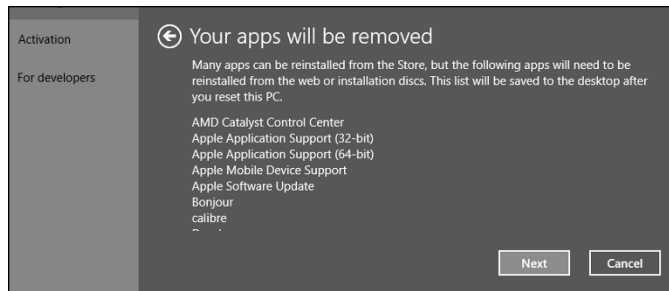 Activation
For developers
Your apps will be removed
Many apps can be reinstalled from the Store, but the following apps will need to be
reinstalled from the web or installation discs. This list will be saved to the desktop after
you reset this PC.
AMD Catalyst Control Center
Apple Application Support (32-bit)
Apple Application Support (64-bit)
Apple Mobile Device Support
Apple Software Update
Bonjour
calibre
Next
Cancel